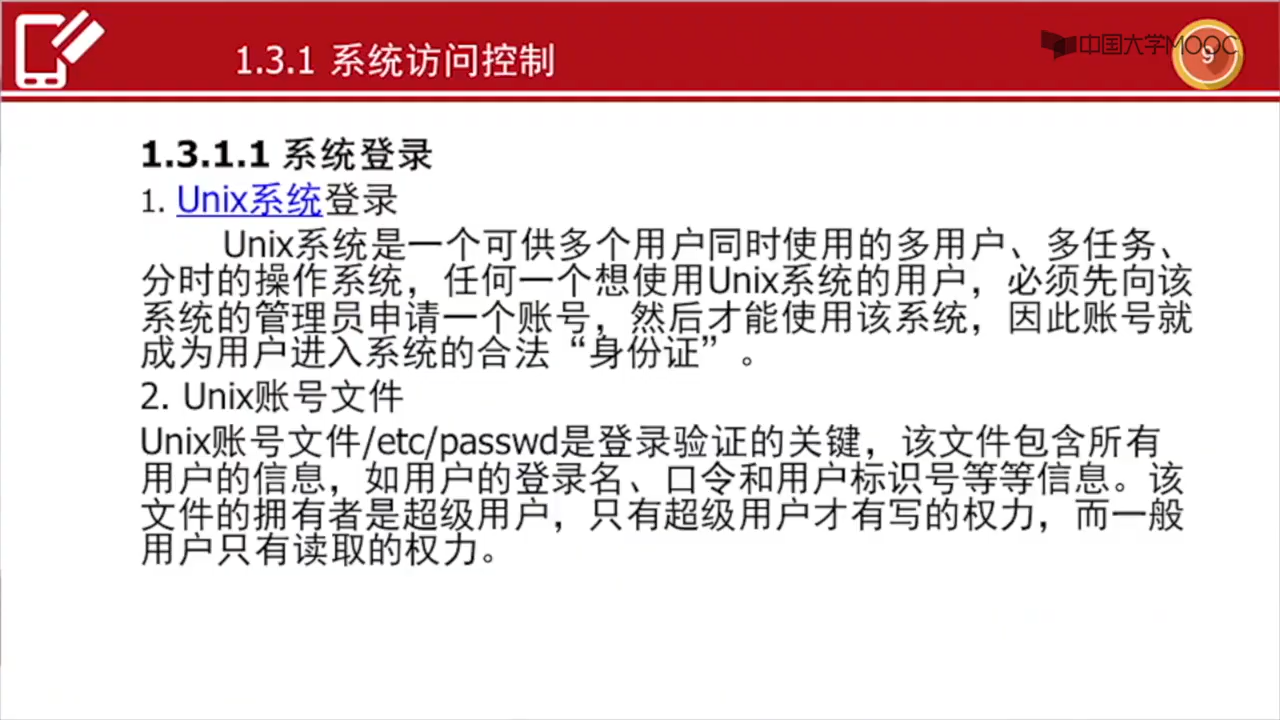 1.3.1 系统访问控制
中国大学MOOC
9
1.3.1.1 系统登录
1. Unix系统登录
Unix系统是一个可供多个用户同时使用的多用户、多任务、
分时的操作系统，任何一个想使用Unix系统的用户，必须先向该
系统的管理员申请一个账号，然后才能使用该系统，因此账号就
成为用户进入系统的合法“身份证”。
2. Unix账号文件
Unix账号文件/etc/passwd是登录验证的关键，该文件包含所有
用户的信息，如用户的登录名、口令和用户标识号等等信息。该
文件的拥有者是超级用户，只有超级用户才有写的权力，而一般
用户只有读取的权力。